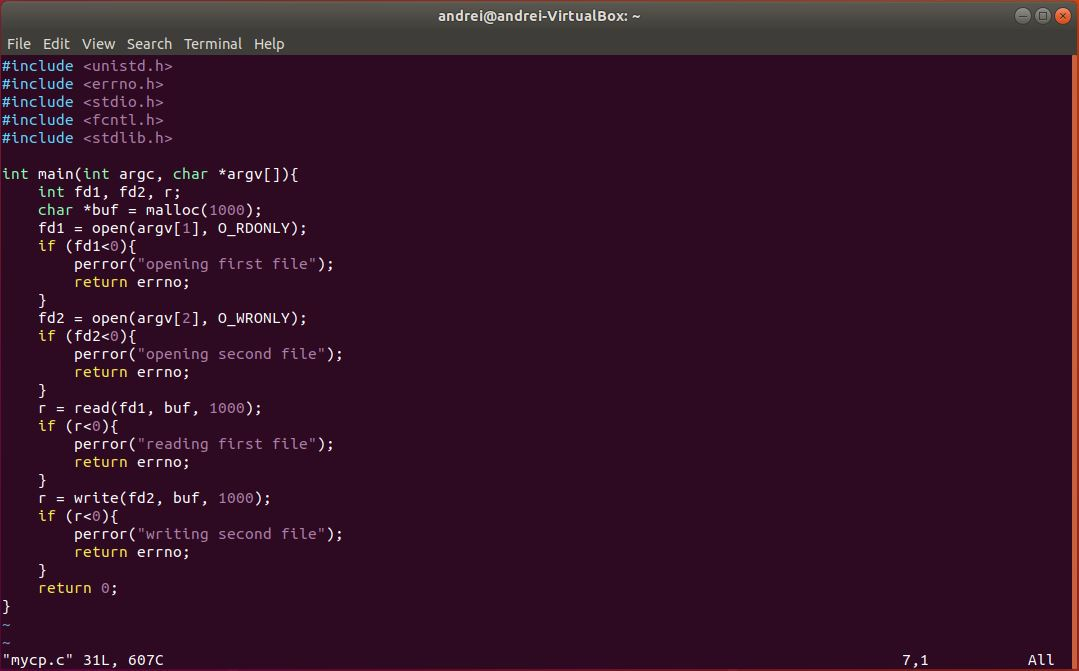 andrei@andrei-VirtualBox: ~
File Edit View Search Terminal Help
#include <unistd.h>
#include <errno.h>
#include <stdio.h>
#include <fcntl.h>
#include <stdlib.h>

int main(int argc, char *argv[]){
    int fd1, fd2, r;
    char *buf = malloc(1000);
    fd1 = open(argv[1], O_RDONLY);
    if (fd1<0){
        perror("opening first file");
        return errno;
    }
    fd2 = open(argv[2], O_WRONLY);
    if (fd2<0){
        perror("opening second file");
        return errno;
    }
    r = read(fd1, buf, 1000);
    if (r<0){
        perror("reading first file");
        return errno;
    }
    r = write(fd2, buf, 1000);
    if (r<0){
        perror("writing second file");
        return errno;
    }
    return 0;
}
~
~
"mycp.c" 31L, 607C 7,1 All